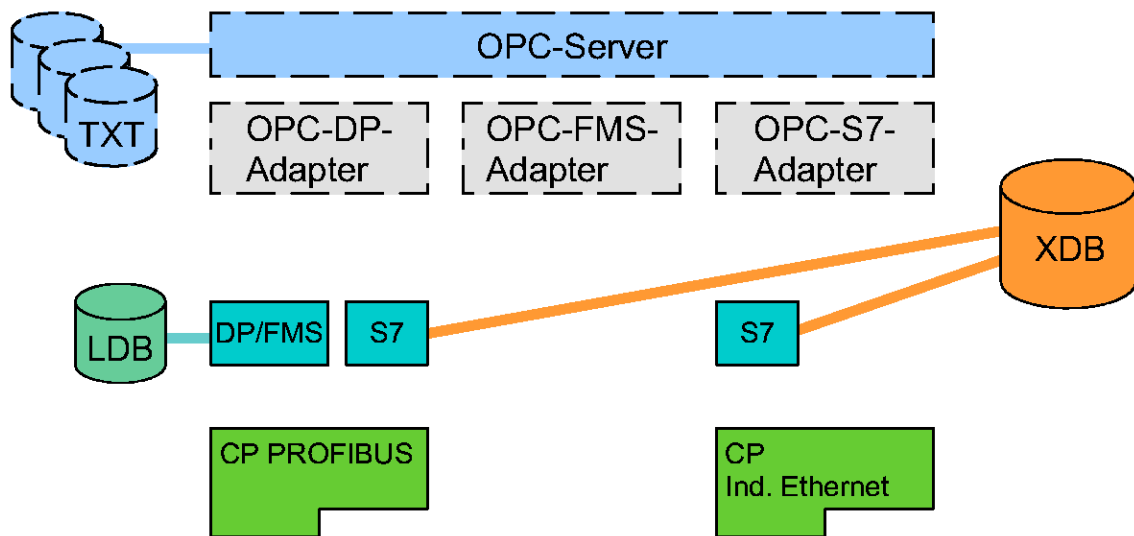 OPC-Server
TXT
OPC-DP-
Adapter
OPC-FMS-
Adapter
OPC-S7-
Adapter
XDB
LDB
DP/FMS
S7
S7
CP PROFIBUS
CP
Ind. Ethernet